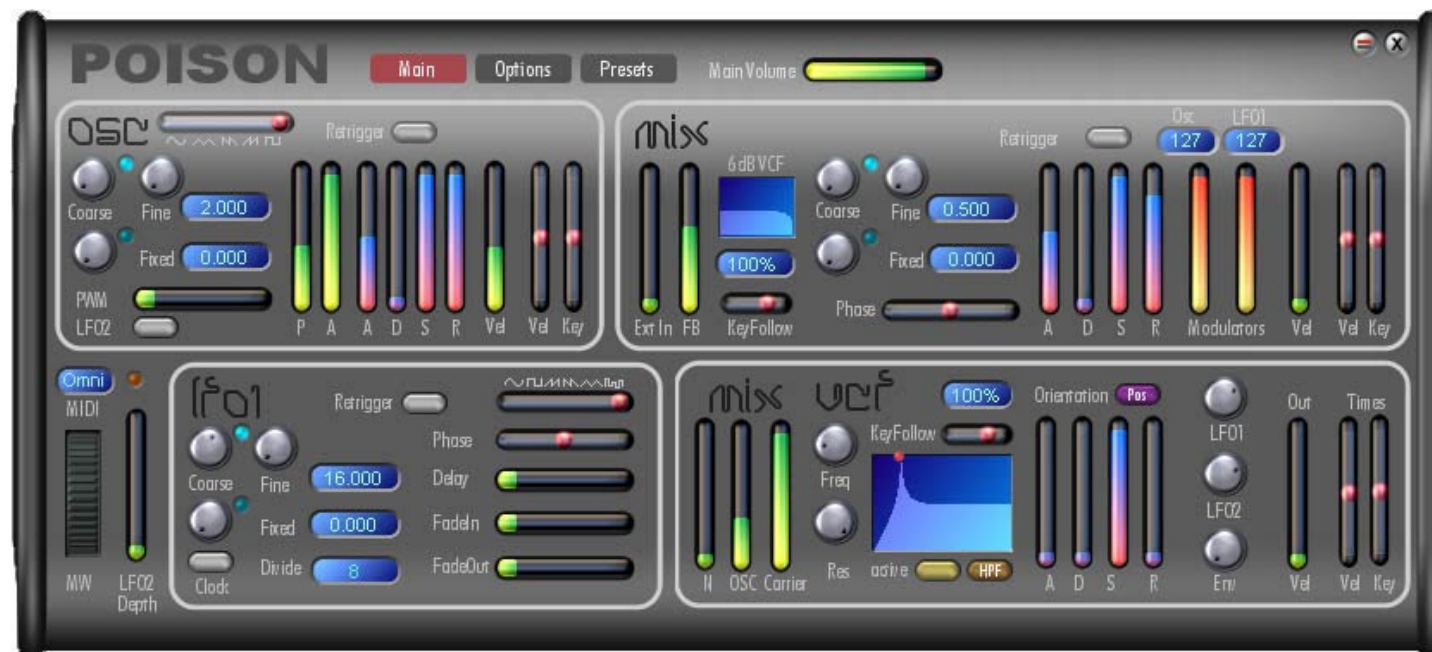 POISON
Main Options Presets Main Volume
X
OSC
Retrigger
Coarse Fine 2.000
Fixed 0.000
PWM
LFO2
P A A D S R Vel Vel Key
mix
Retrigger Osc LFO1
127 127
6dB VCF
Coarse Fine 0.500
100% Fixed 0.000
Phase
Ext In FB KeyFollow A D S R Modulators Vel Vel Key
Omni
MIDI
MW LFO2
Depth
lfo1
Retrigger
Phase
Coarse Fine 16.000 Delay
Fixed 0.000 FadeIn
Divide 8 FadeOut
Clock
mix vcf 100% Orientation Pos Out Times
KeyFollow LFO1
Freq
LFO2
Res active HPF
N OSC Carrier A D S R Env Vel Vel Key